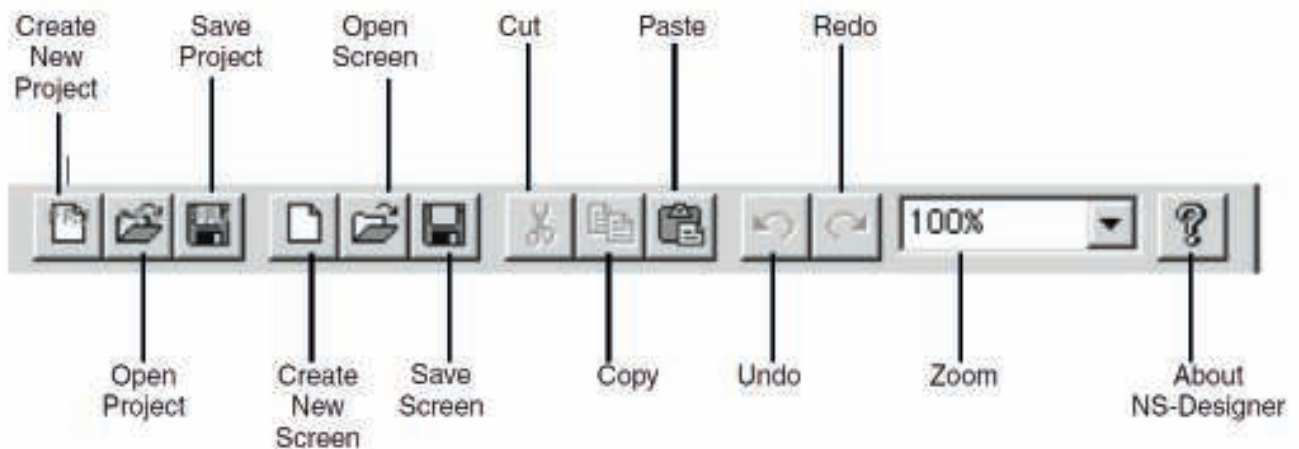 Create
New
Project
Save
Project
Open
Screen
Cut
Paste
Redo
100%
Open
Project
Create
New
Screen
Save
Screen
Copy
Undo
Zoom
About
NS-Designer